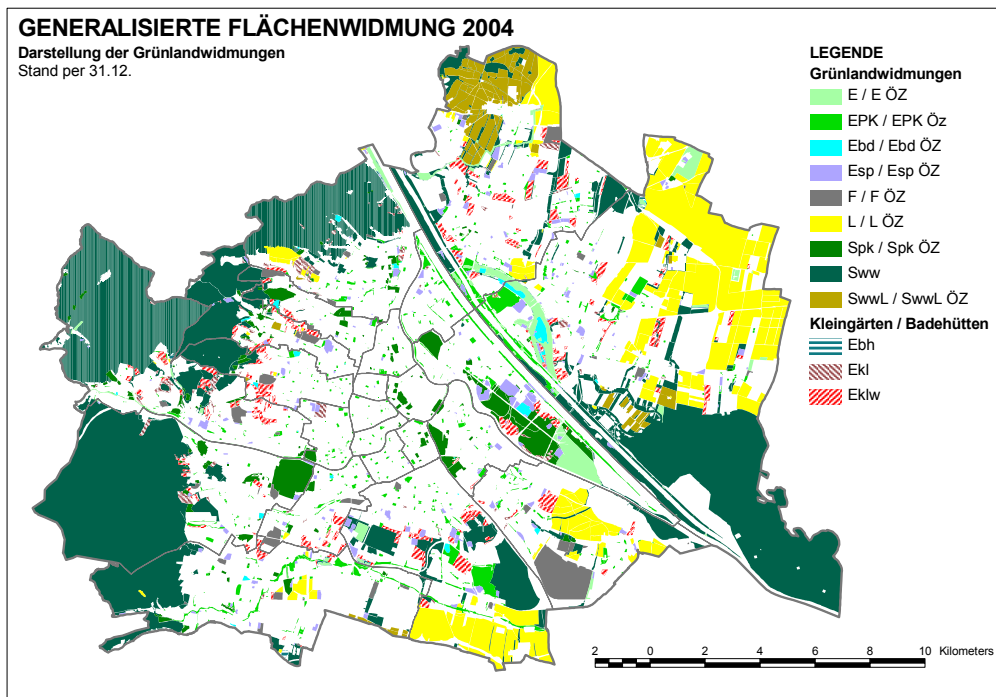 GENERALISIERTE FLÄCHENWIDMUNG 2004
Darstellung der Grünlandwidmungen
Stand per 31.12.
LEGENDE
Grünlandwidmungen
E / E ÖZ
EPK / EPK Öz
Ebd / Ebd ÖZ
Esp / Esp ÖZ
F / F ÖZ
L / L ÖZ
Spk / Spk ÖZ
Sww
SwwL / SwwL ÖZ
Kleingärten / Badehütten
Ebh
Ekl
Eklw
2 0 2 4 6 8 10 Kilometers